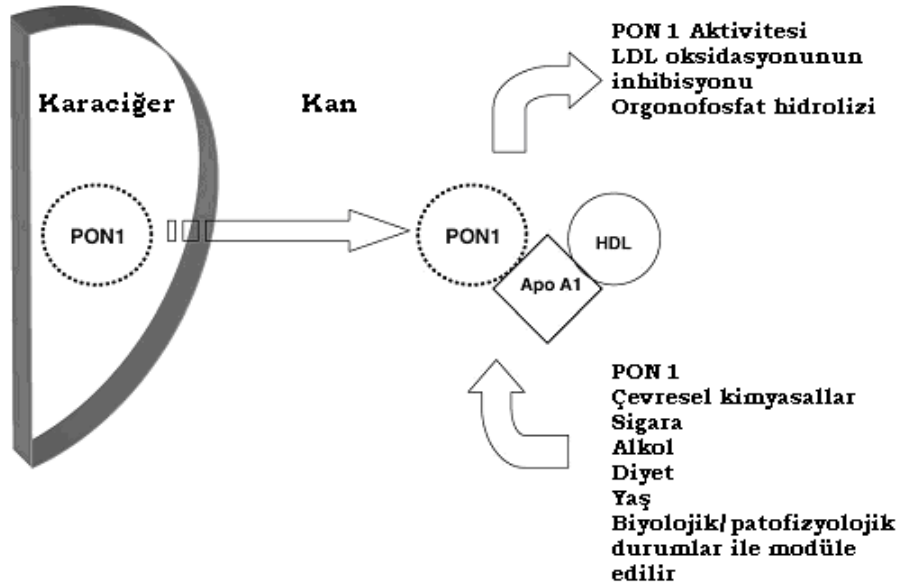 PON 1 Aktivitesi
LDL oksidasyonunun
inhibisyonu
Orgonofosfat hidrolizi
Karaciğer
Kan
PON1
PON1
Apo A1
HDL
PON 1
Çevresel kimyasallar
Sigara
Alkol
Diyet
Yaş
Biyolojik/ patofizyolojik
durumlar ile modüle
edilir